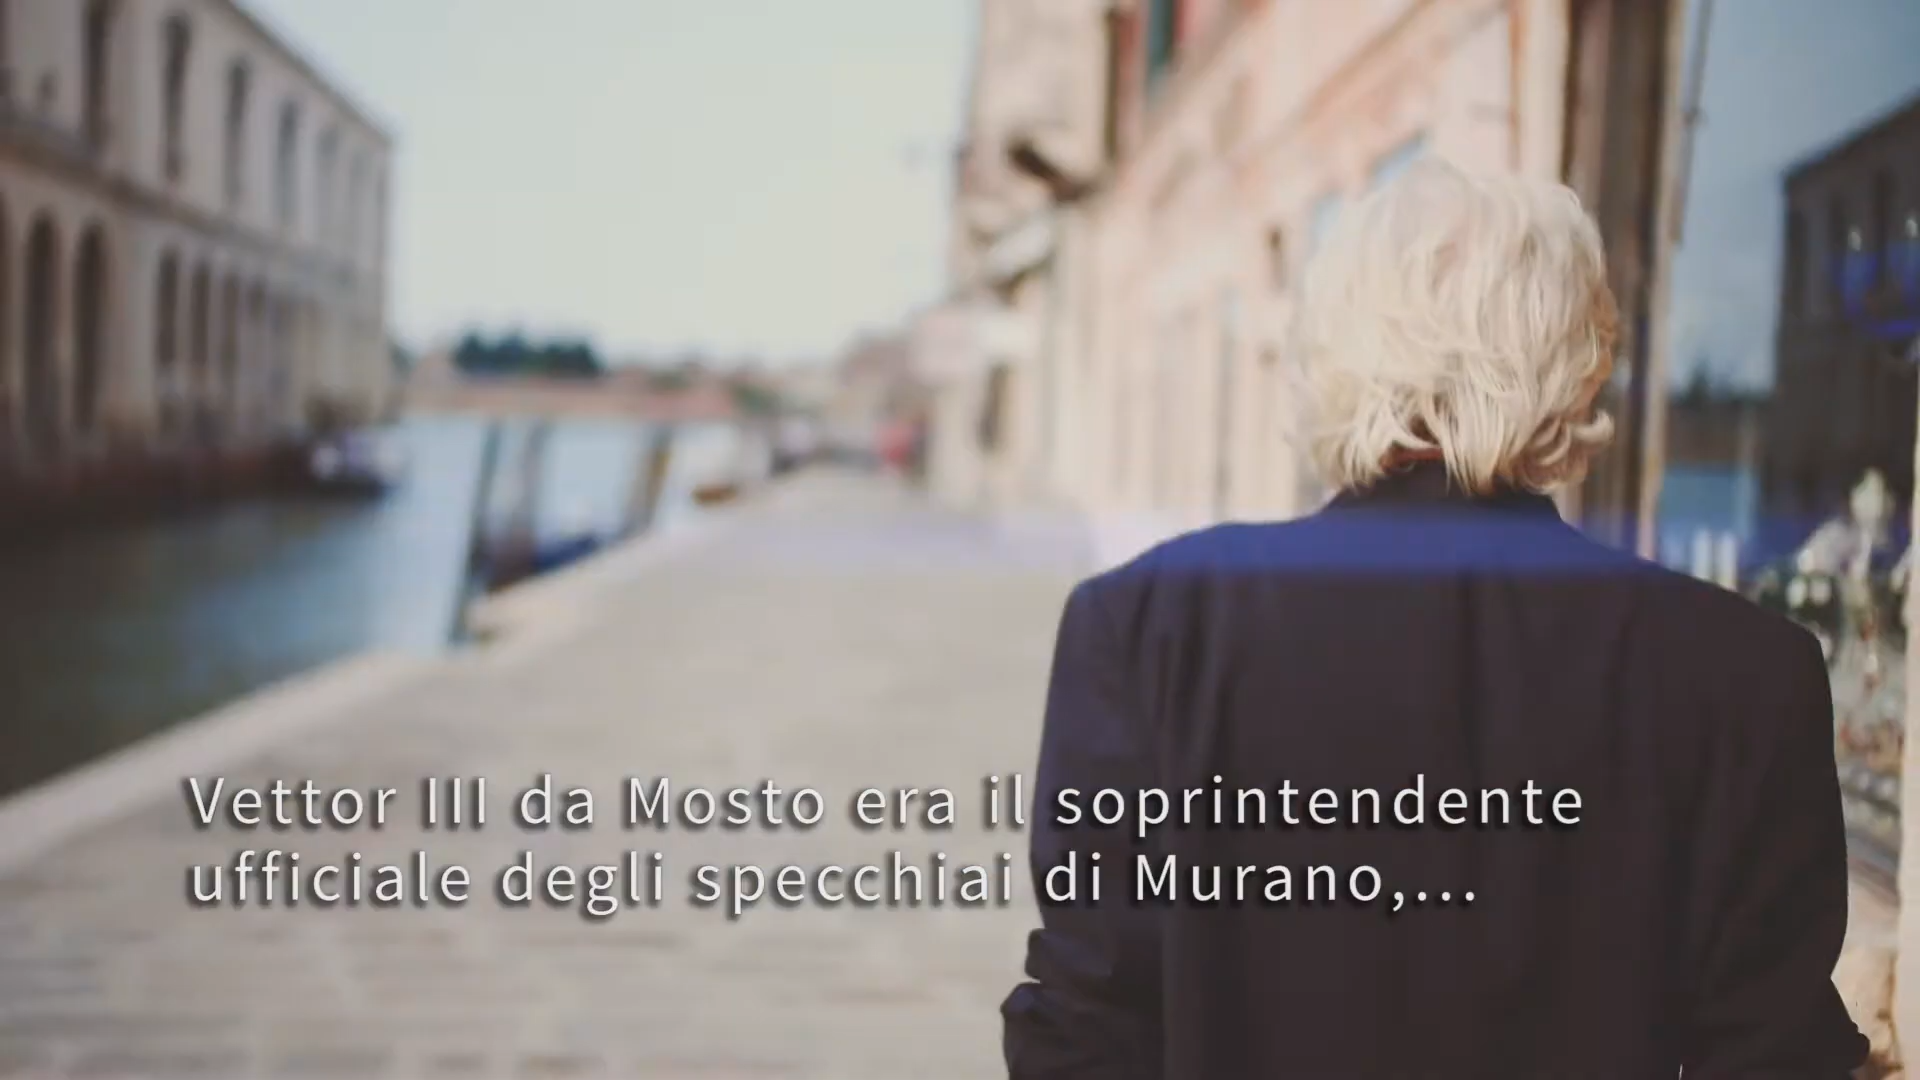 Vettor III da Mosto era il soprintendente
ufficiale degli specchiai di Murano,...